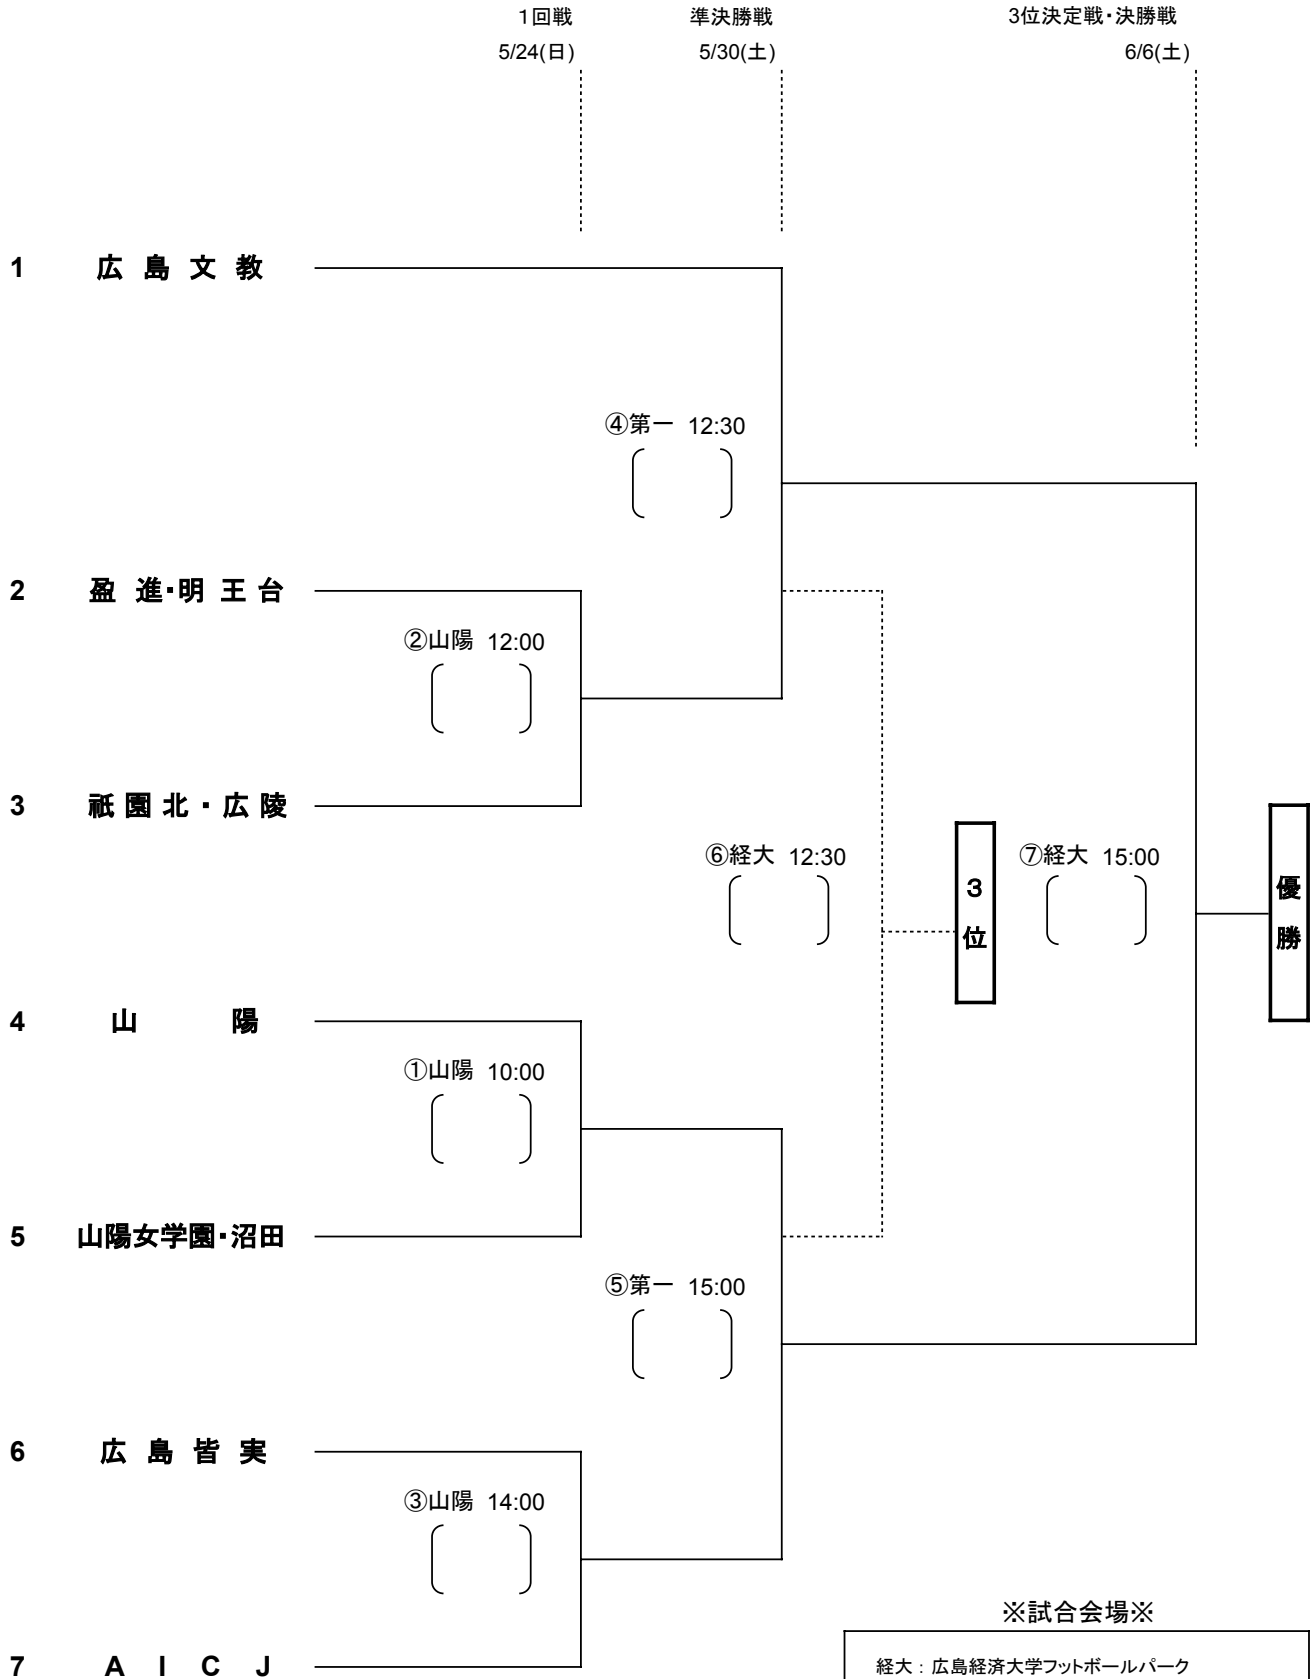 1回戦 準決勝戦 3位決定戦・決勝戦
5/24(日) 5/30(土) 6/6(土)
1 広島文教
④第一 12:30
2 盈進・明王台
②山陽 12:00
3 祇園北・広陵
⑥経大 12:30
3位
⑦経大 15:00
優勝
4 山陽
①山陽 10:00
5 山陽女学園・沼田
⑤第一 15:00
6 広島皆実
③山陽 14:00
※試合会場※
7 AICJ
経大：広島経済大学フットボールパーク